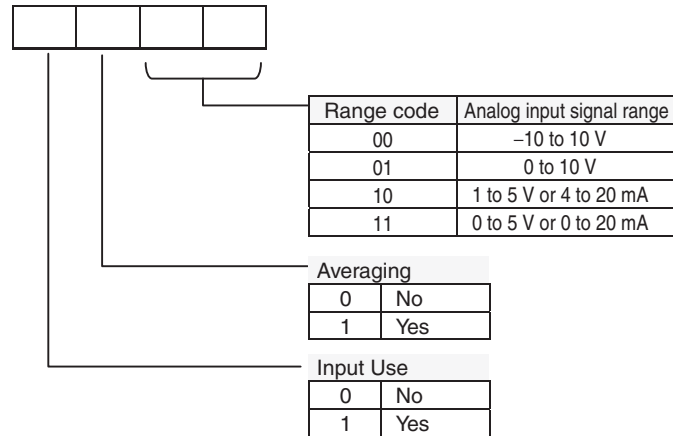 Range code Analog input signal range
00 –10 to 10 V
01 0 to 10 V
10 1 to 5 V or 4 to 20 mA
11 0 to 5 V or 0 to 20 mA
Averaging
0 No
1 Yes
Input Use
0 No
1 Yes